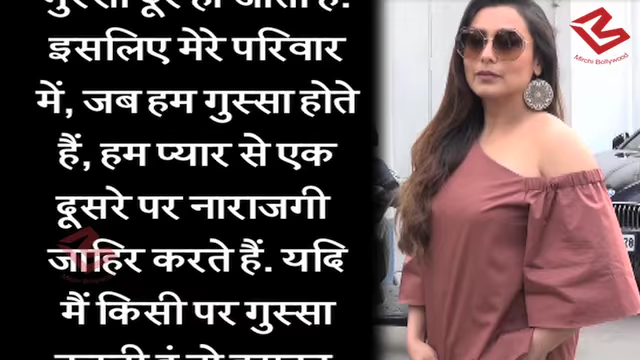 गुस्सा दूर हो जाता है.
इसलिए मेरे परिवार
में, जब हम गुस्सा होते
हैं, हम प्यार से एक
दूसरे पर नाराजगी
जाहिर करते हैं. यदि
मैं किसी पर गुस्सा
Mirchi Bollywood